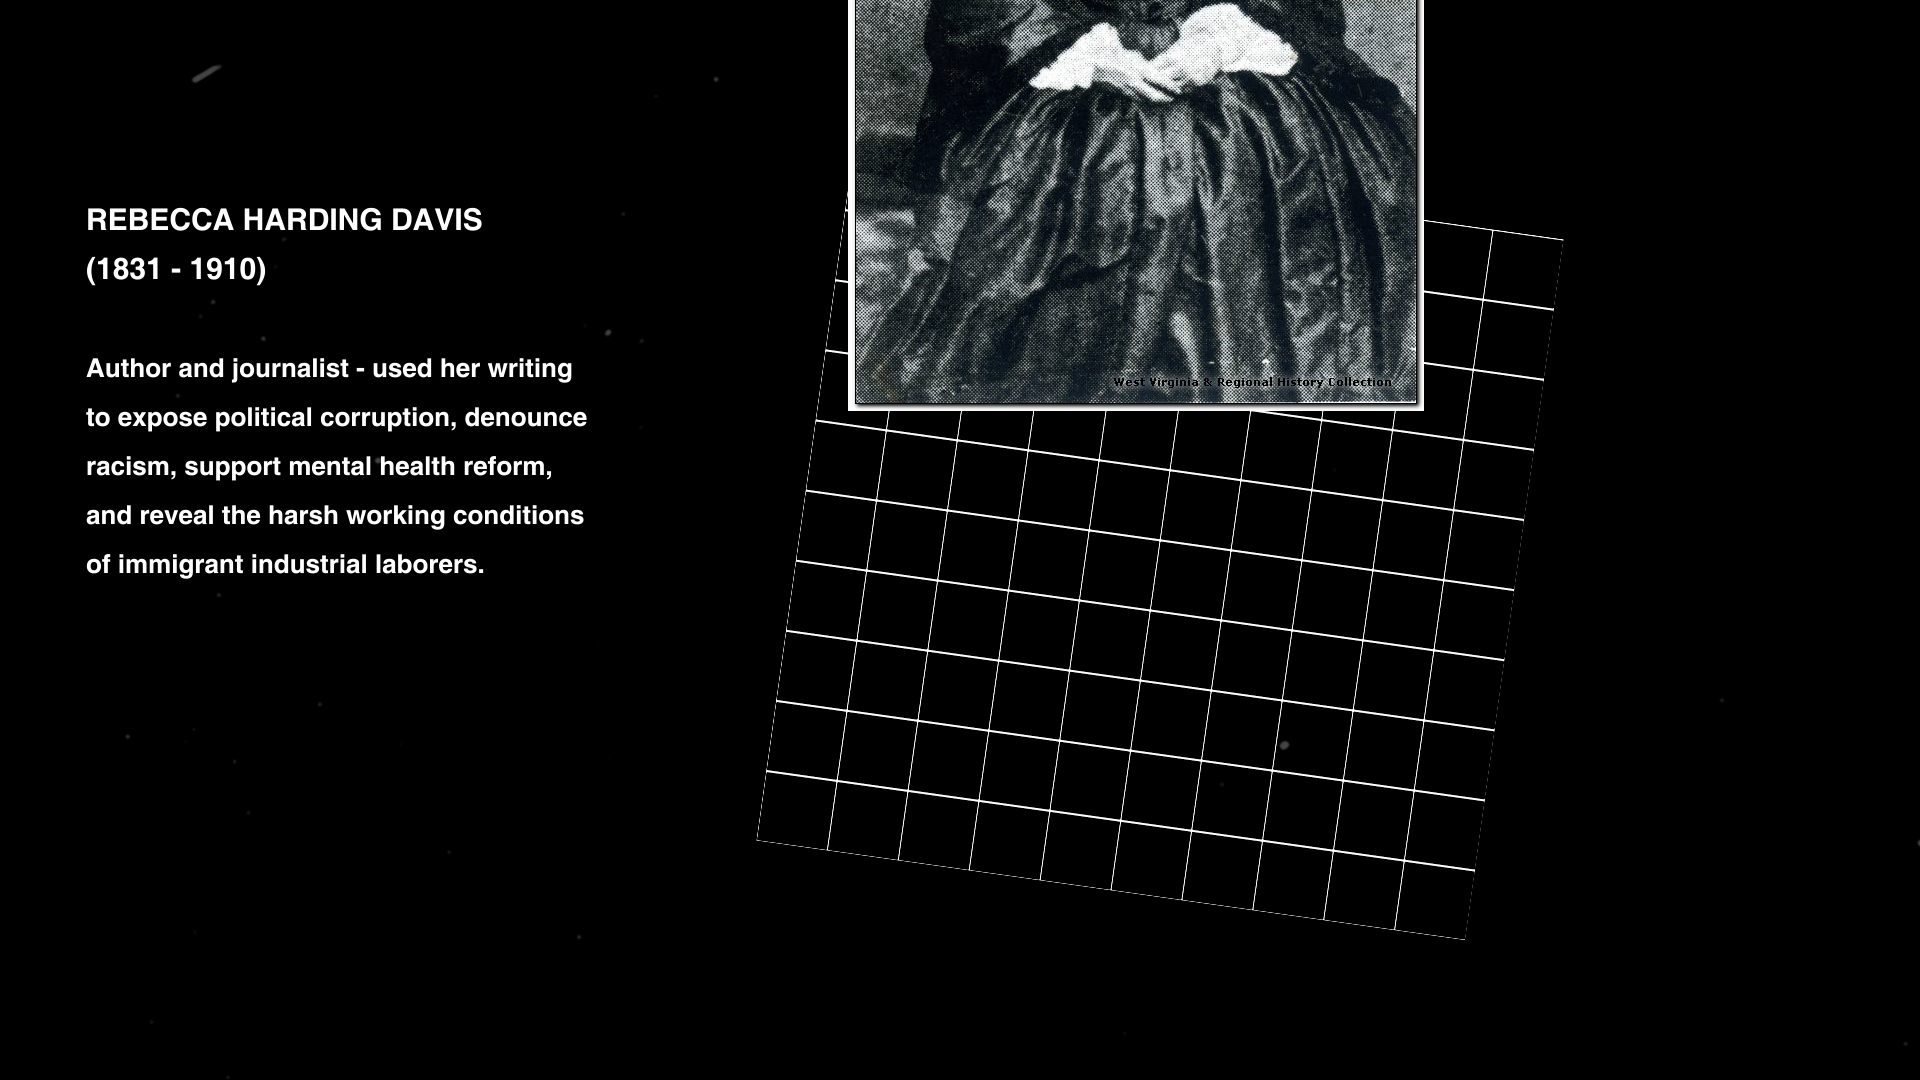 REBECCA HARDING DAVIS
(1831 - 1910)
Author and journalist - used her writing
to expose political corruption, denounce
racism, support mental health reform,
and reveal the harsh working conditions
of immigrant industrial laborers.
West Virginia & Regional History Collection